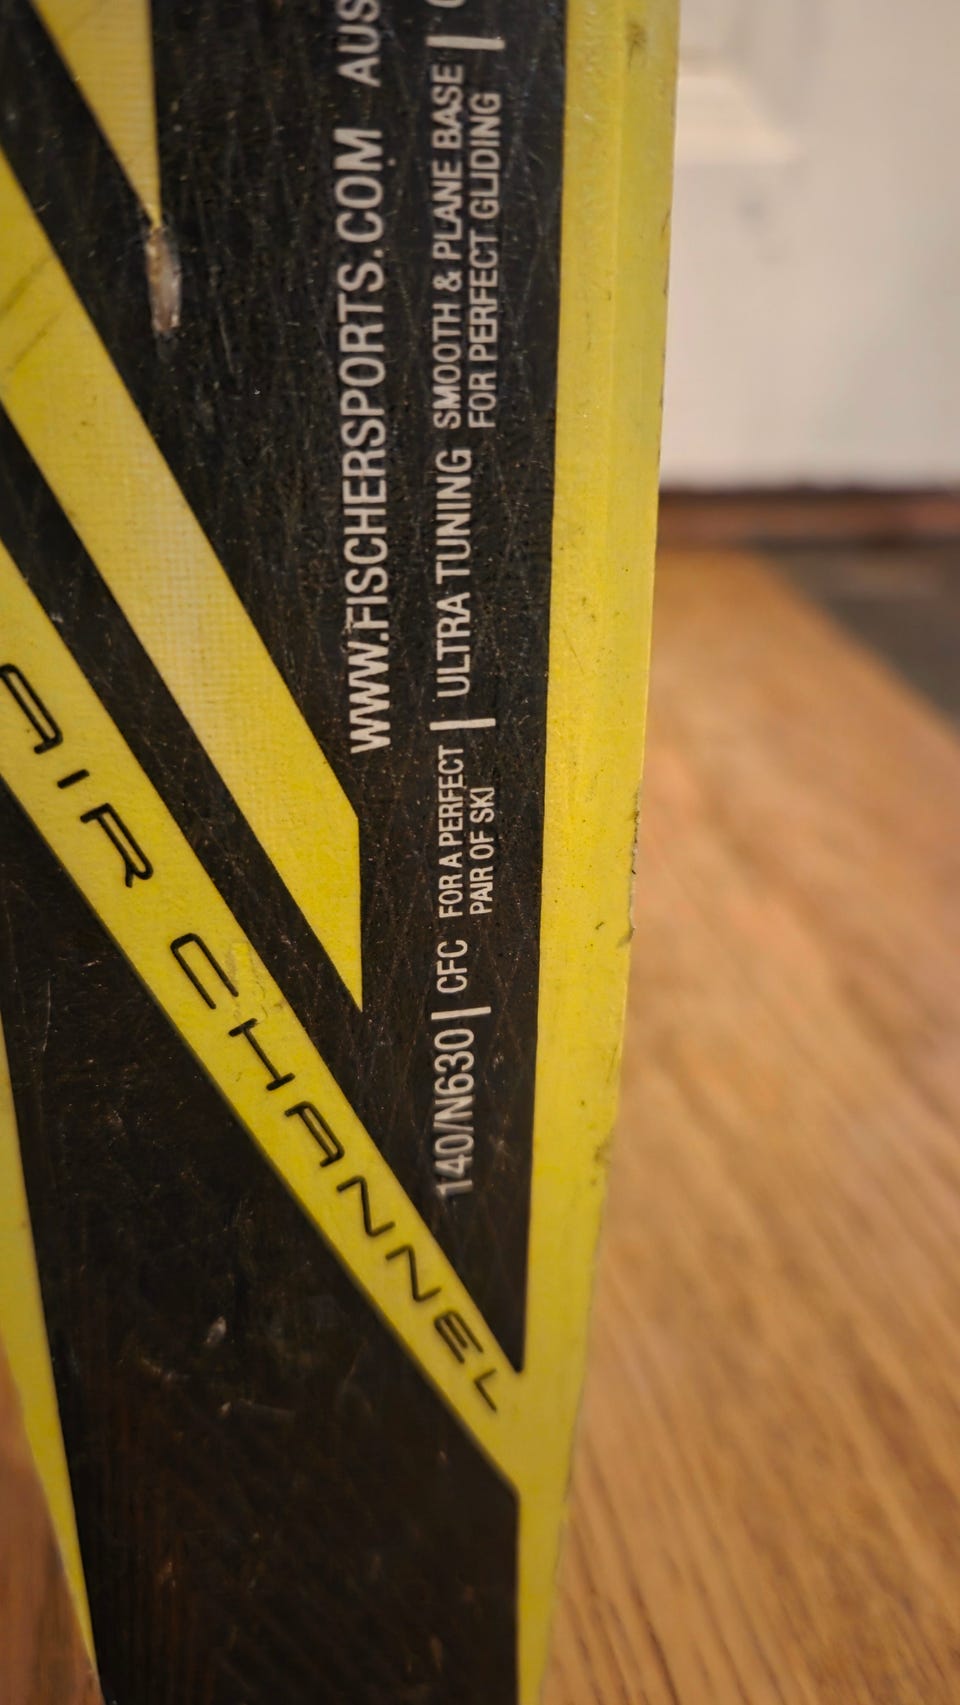 WWW.FISCHERSPORTS.COM AUS
140/N630 | CFC FOR A PERFECT PAIR OF SKI | ULTRA TUNING SMOOTH & PLANE BASE FOR PERFECT GLIDING |
AIR CHANNEL